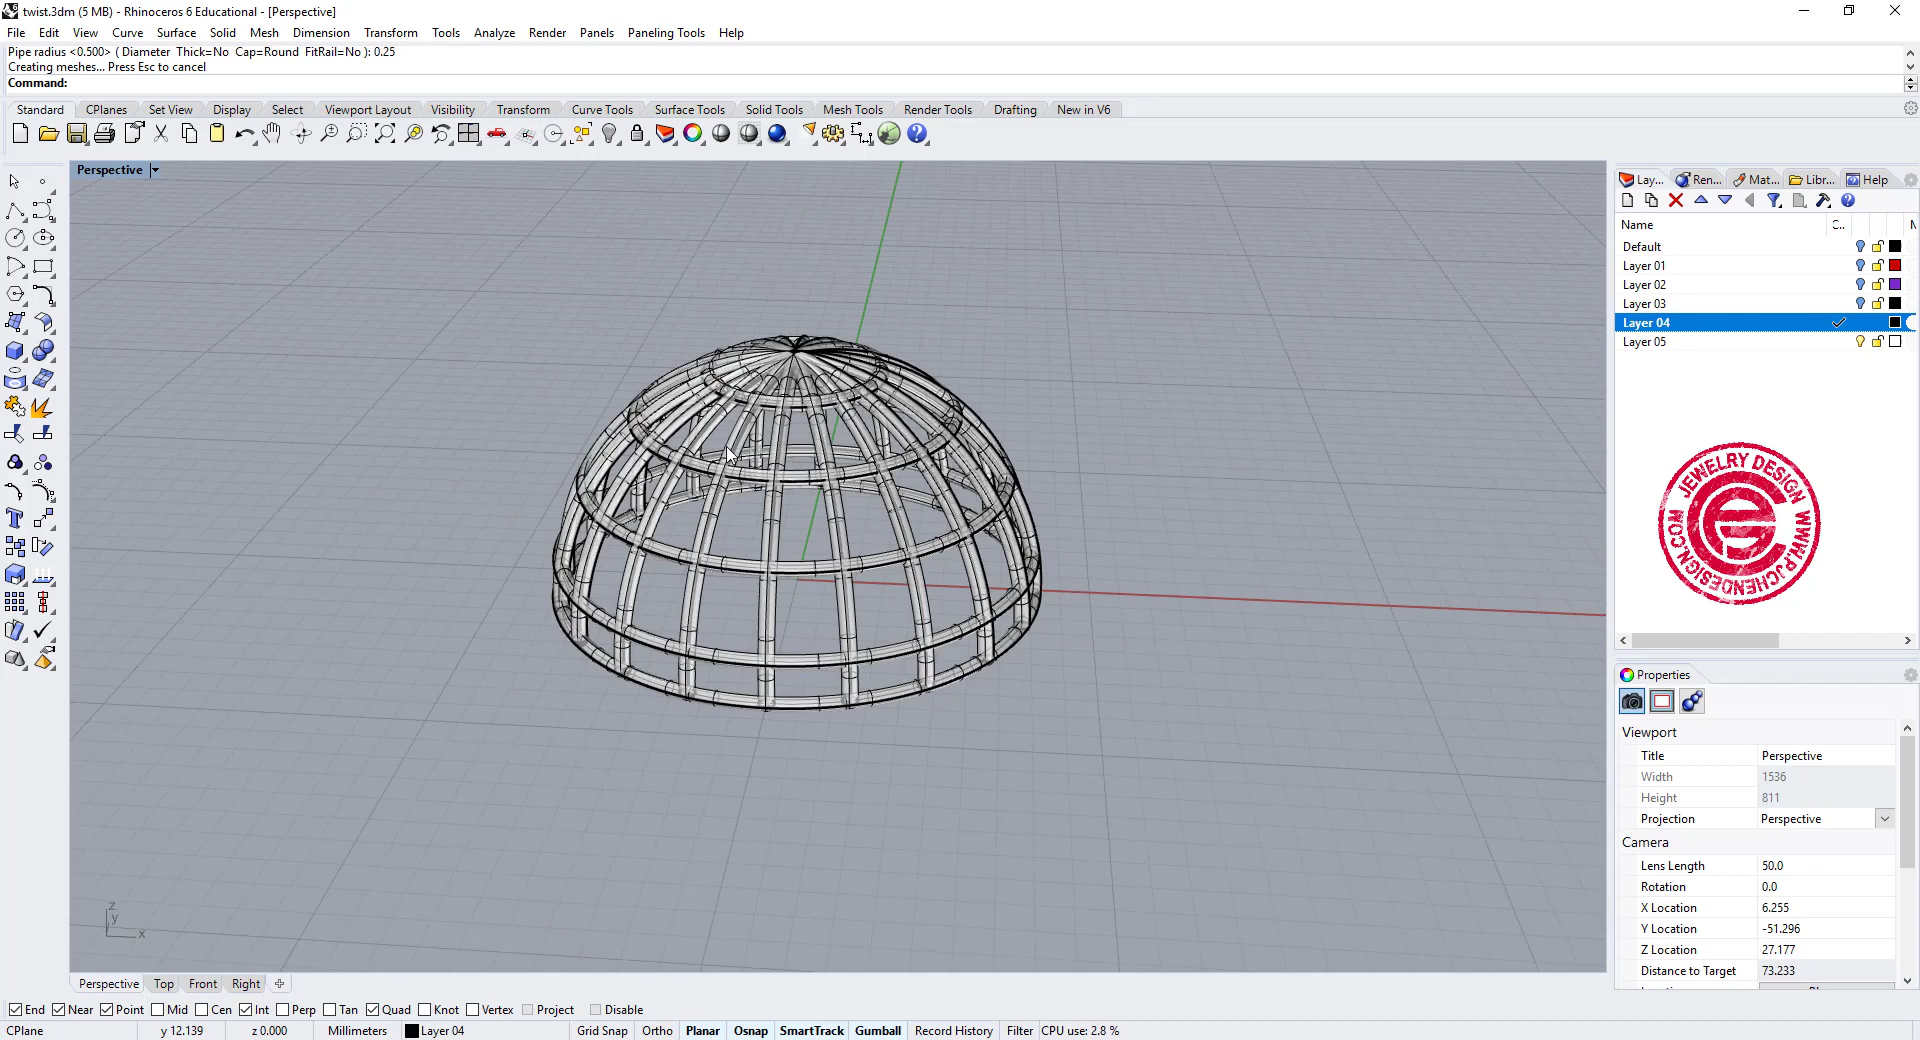 twist.3dm (5 MB) - Rhinoceros 6 Educational - [Perspective]
File Edit View Curve Surface Solid Mesh Dimension Transform Tools Analyze Render Panels Paneling Tools Help
Pipe radius <0.500> ( Diameter Thick=No Cap=Round FitRail=No ): 0.25
Creating meshes... Press Esc to cancel
Command:
Standard CPlanes Set View Display Select Viewport Layout Visibility Transform Curve Tools Surface Tools Solid Tools Mesh Tools Render Tools Drafting New in V6
Perspective
Lay... Ren... Mat... Libr... Help
Name C.. M
Default
Layer 01
Layer 02
Layer 03
Layer 04
Layer 05
JEWELRY DESIGN WWW.PJCHENDESIGN.COM
Properties
Viewport
Title Perspective
Width 1536
Height 811
Projection Perspective
Camera
Lens Length 50.0
Rotation 0.0
X Location 6.255
Y Location -51.296
Z Location 27.177
Distance to Target 73.233
z
y
x
Perspective Top Front Right
End Near Point Mid Cen Int Perp Tan Quad Knot Vertex Project Disable
CPlane y 12.139 z 0.000 Millimeters Layer 04 Grid Snap Ortho Planar Osnap SmartTrack Gumball Record History Filter CPU use: 2.8 %